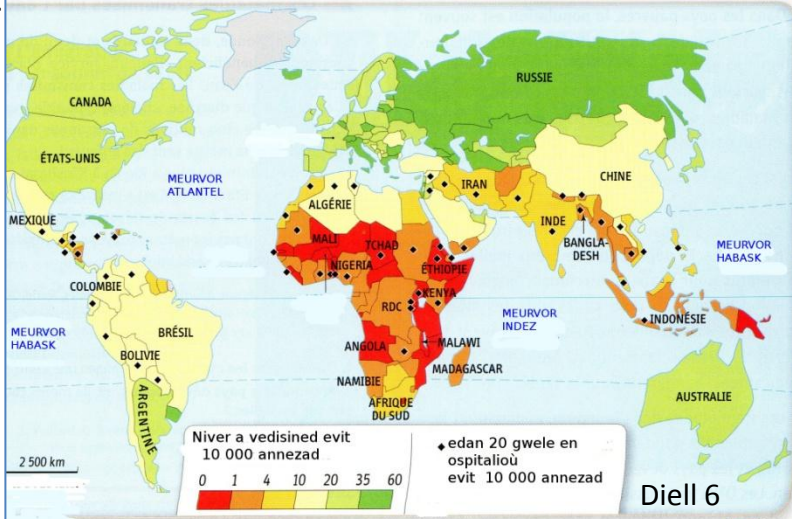 RUSSIE
CANADA
ÉTATS-UNIS
MEURVOR
ATLANTEL
CHINE
ALGÉRIE
IRAN
MEXIQUE
INDE
MALI
TCHAD
BANGLA-
DESH
MEURVOR
HABASK
NIGERIA
ÉTHIOPIE
COLOMBIE
KENYA
RDC
MEURVOR
INDEZ
INDONÉSIE
MEURVOR
HABASK
BRÉSIL
ANGOLA
MALAWI
BOLIVIE
MADAGASCAR
NAMIBIE
ARGENTINE
AFRIQUE
DU SUD
AUSTRALIE
Niver a vedisined evit
10 000 annezad
0 1 4 10 20 35 60
edan 20 gwele en
ospitalioù
evit 10 000 annezad
2 500 km
Diell 6